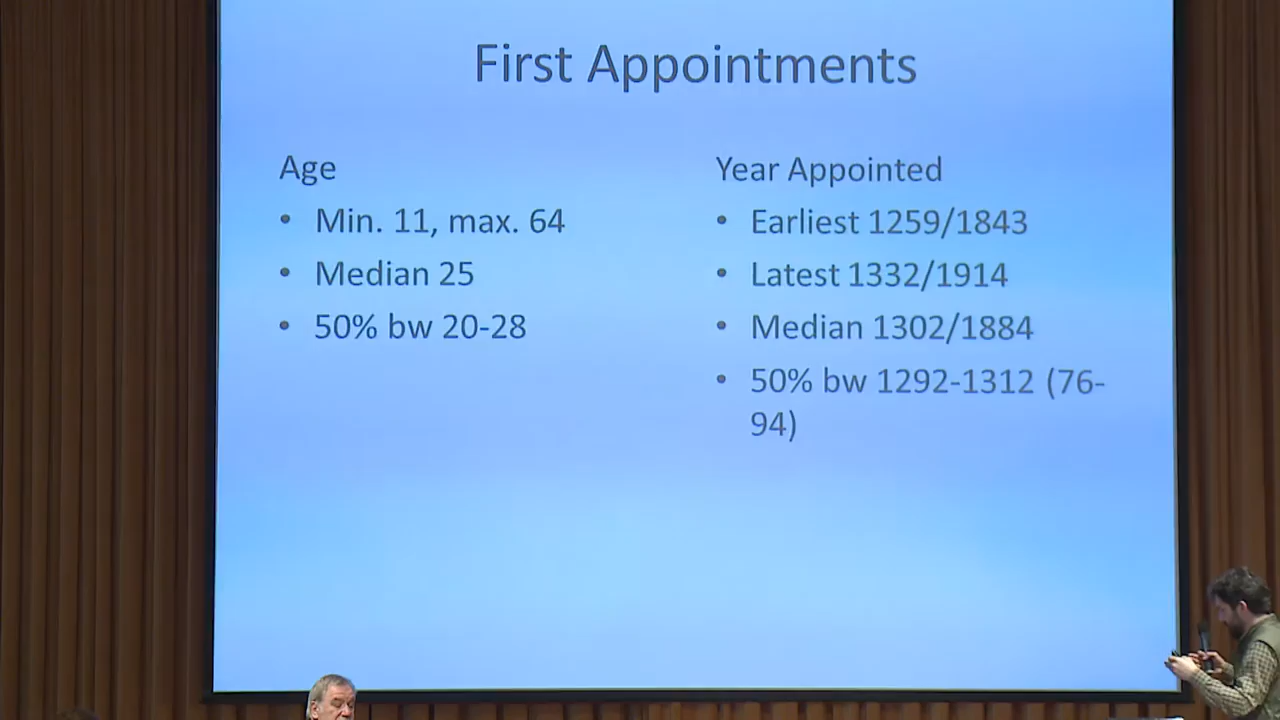 First Appointments
Age
• Min. 11, max. 64
• Median 25
• 50% bw 20-28
Year Appointed
• Earliest 1259/1843
• Latest 1332/1914
• Median 1302/1884
• 50% bw 1292-1312 (76-
94)